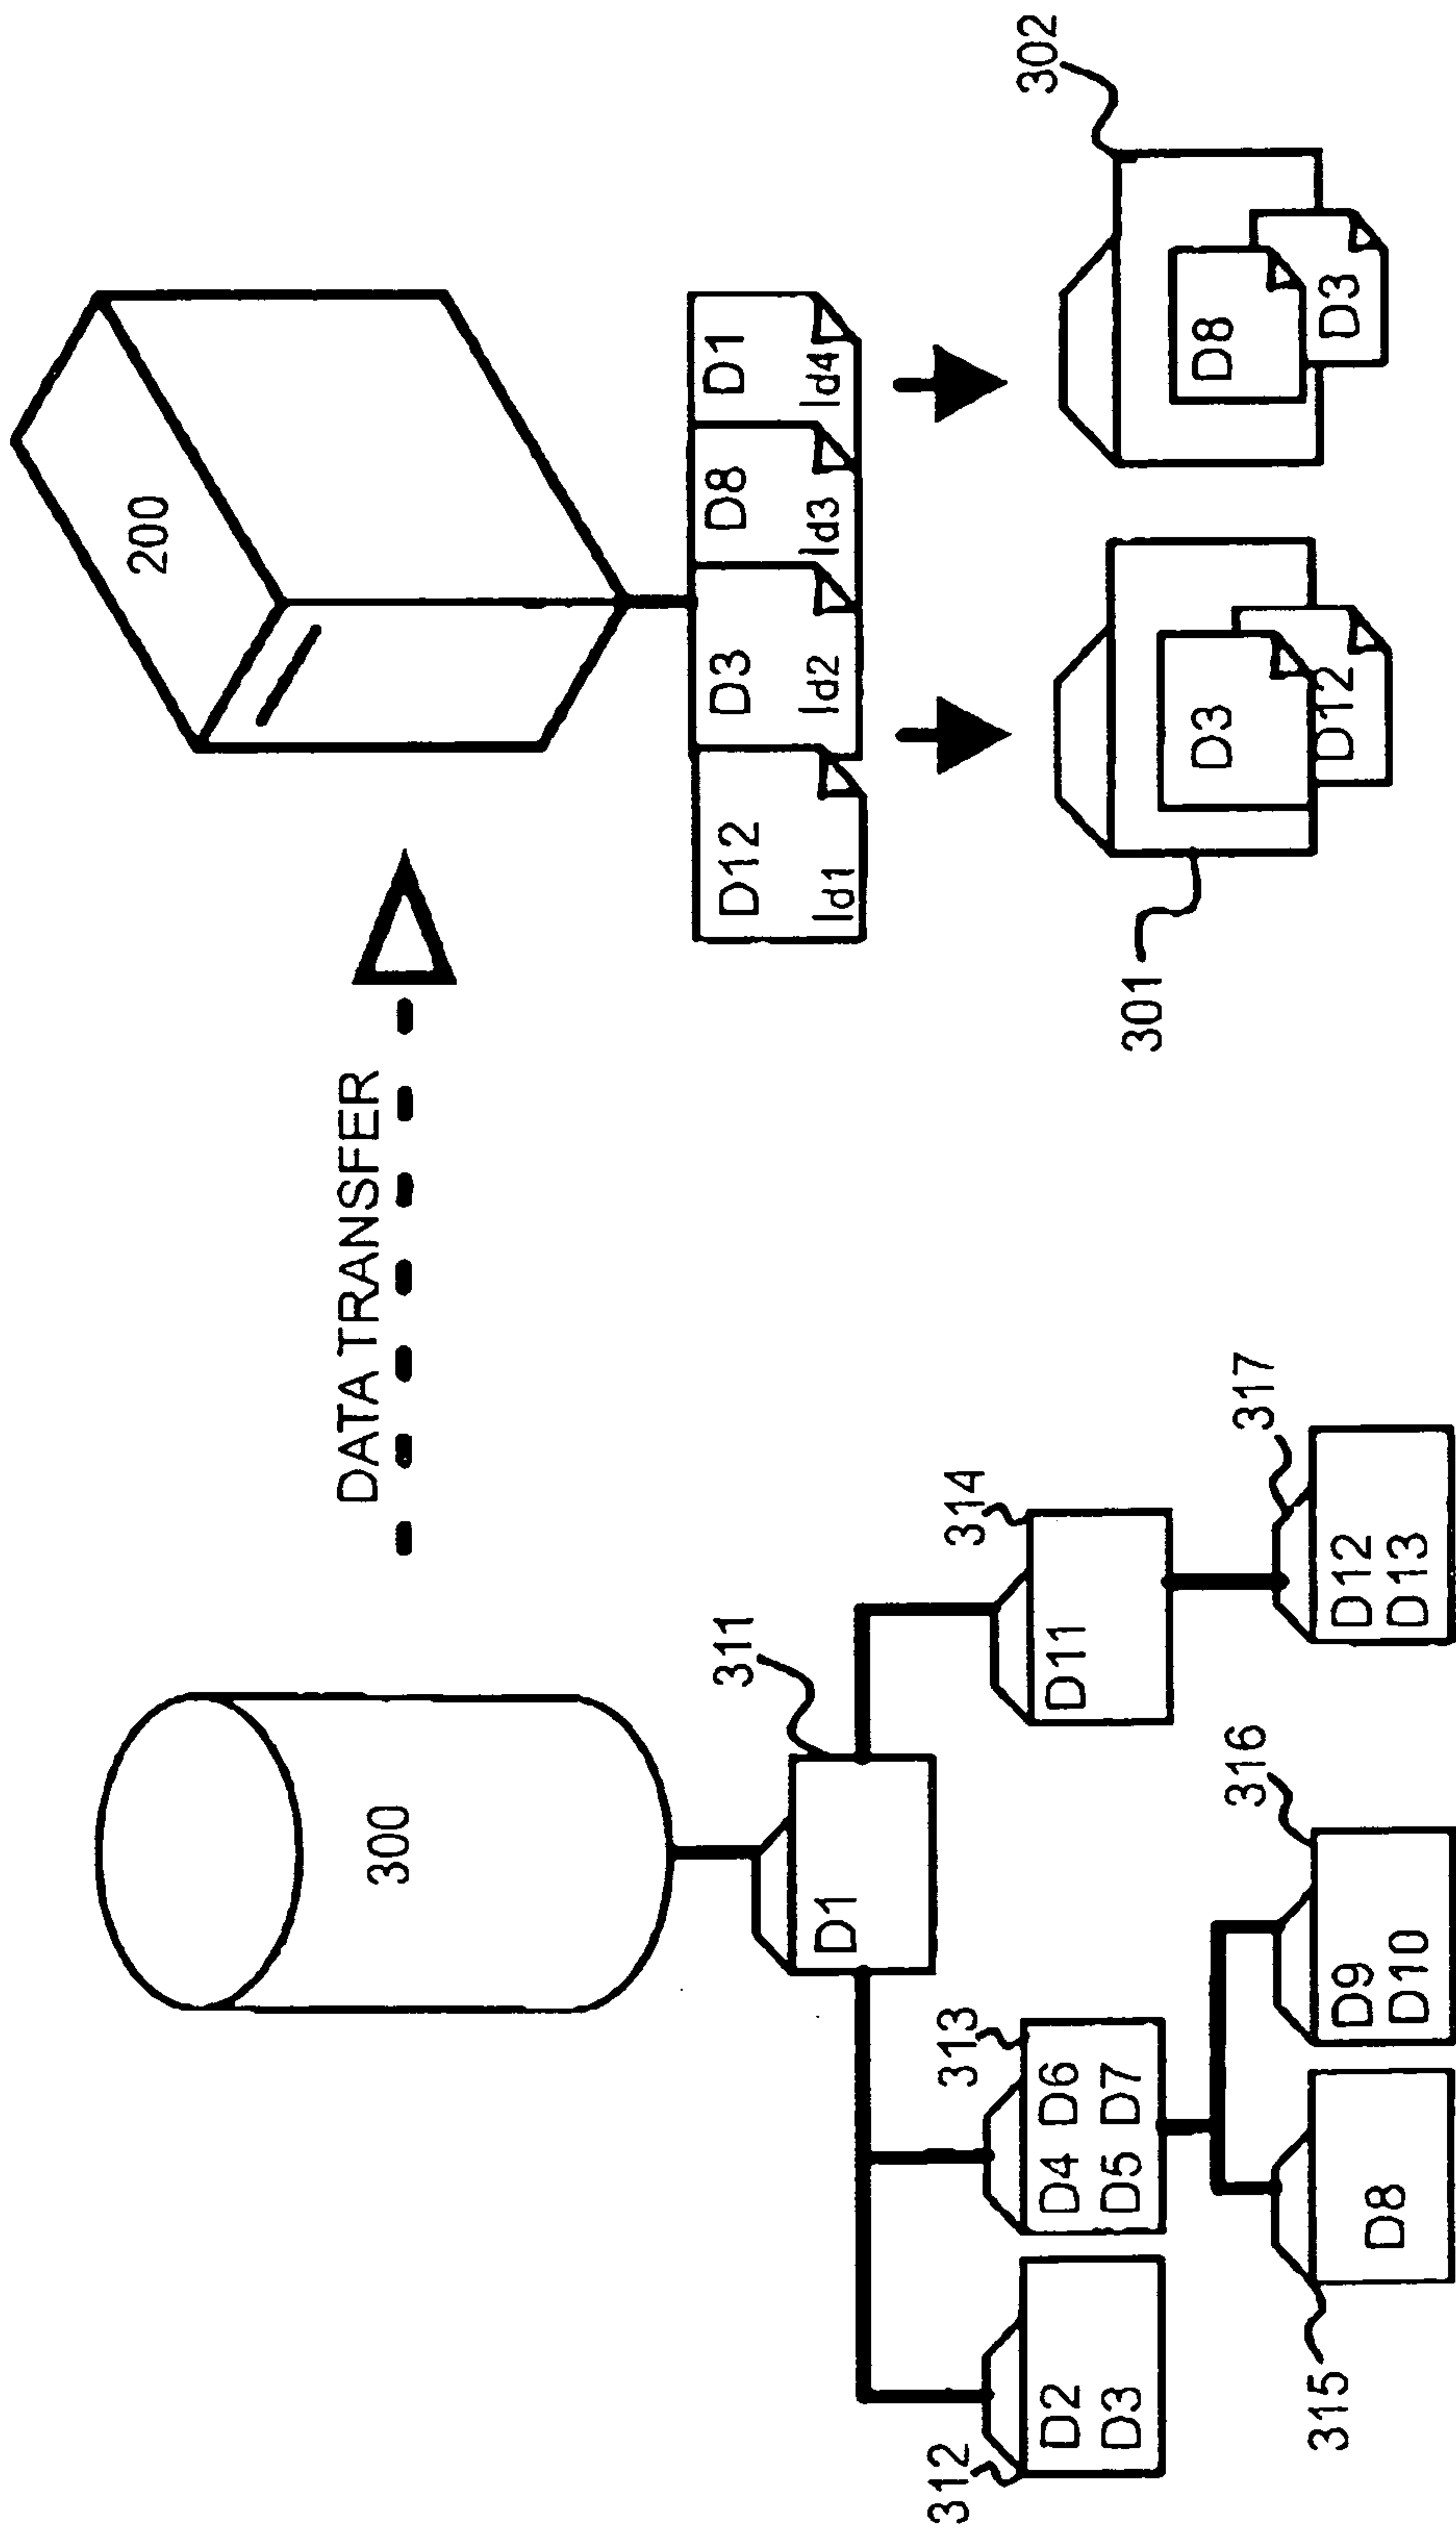 200
300
DATA TRANSFER
311
D1
D12
D3
D8
D1
Id1
Id2
Id3
Id4
312
D2
D3
313
D4 D6
D5 D7
314
D11
315
D8
316
D9
D10
317
D12
D13
301
D3
D12
302
D8
D3